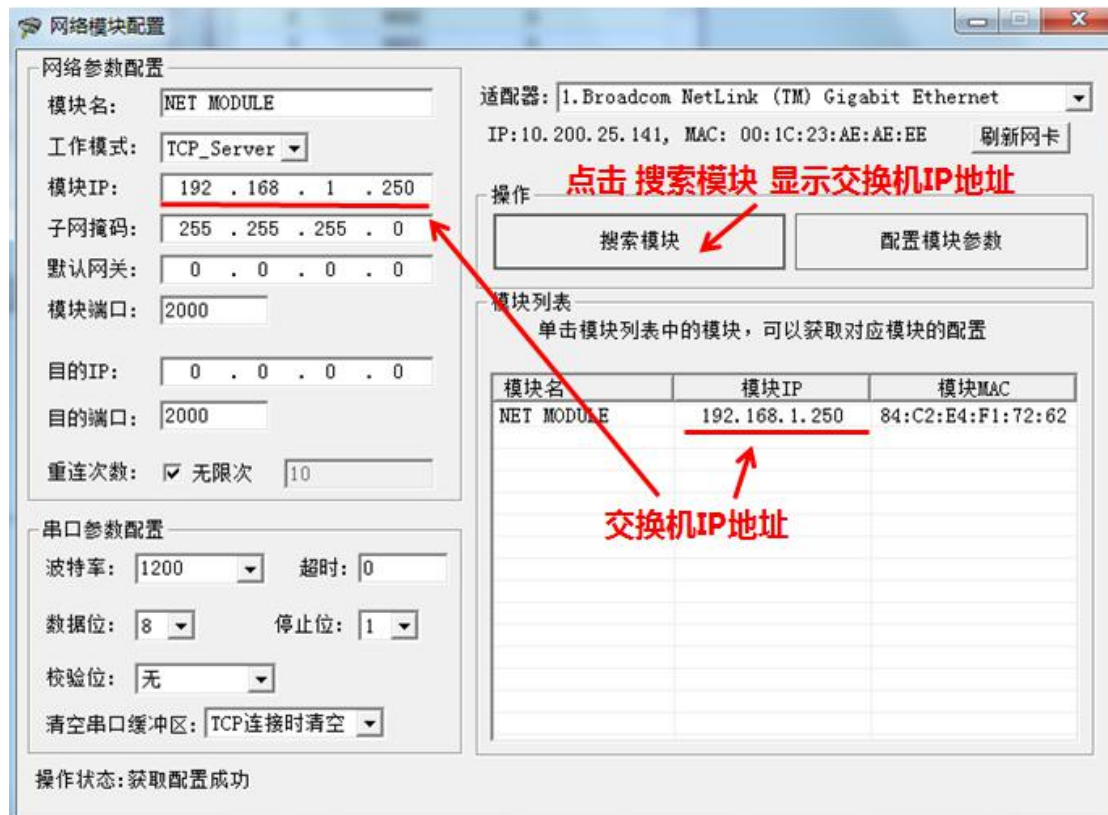 网络模块配置
网络参数配置
模块名: NET MODULE
工作模式: TCP_Server
模块IP: 192 . 168 . 1 . 250
子网掩码: 255 . 255 . 255 . 0
默认网关: 0 . 0 . 0 . 0
模块端口: 2000
目的IP: 0 . 0 . 0 . 0
目的端口: 2000
重连次数: 无限次 10
串口参数配置
波特率: 1200 超时: 0
数据位: 8 停止位: 1
校验位: 无
清空串口缓冲区: TCP连接时清空
操作状态:获取配置成功
适配器: 1.Broadcom NetLink (TM) Gigabit Ethernet
IP:10.200.25.141, MAC: 00:1C:23:AE:AE:EE 刷新网卡
点击 搜索模块 显示交换机IP地址
操作
搜索模块 配置模块参数
模块列表
单击模块列表中的模块，可以获取对应模块的配置
模块名 模块IP 模块MAC
NET MODULE 192.168.1.250 84:C2:E4:F1:72:62
交换机IP地址